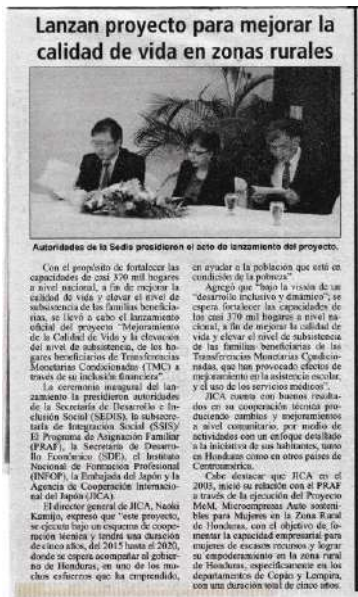 Lanzan proyecto para mejorar la
calidad de vida en zonas rurales
Autoridades de la Sedis presidieron el acto de lanzamiento del proyecto.
Con el propósito de fortalecer las
capacidades de casi 370 mil hogares
a nivel nacional, a fin de mejorar la
calidad de vida y elevar el nivel de
subsistencia de las familias beneficia-
rias, se llevó a cabo el lanzamiento
oficial del proyecto "Mejoramiento
de la Calidad de Vida y la elevación
del nivel de subsistencia, de los ho-
gares beneficiarios de Transferencias
Monetarias Condicionadas (TMC) a
través de su inclusión financiera".
La ceremonia inaugural del lan-
zamiento la presidieron autoridades
de la Secretaría de Desarrollo e In-
clusión Social (SEDIS), la subsecre-
taría de Integración Social (SSIS)/
El Programa de Asignación Familiar
(PRAF), la Secretaría de Desarro-
llo Económico (SDE), el Instituto
Nacional de Formación Profesional
(INFOP), la Embajada del Japón y la
Agencia de Cooperación Internacio-
nal del Japón (JICA).
El director general de JICA, Naoki
Kamijo, expresó que "este proyecto,
se ejecuta bajo un esquema de coope-
ración técnica y tendrá una duración
de cinco años, del 2015 hasta el 2020,
donde se espera acompañar al gobier-
no de Honduras, en uno de los mu-
chos esfuerzos que ha emprendido,
en ayudar a la población que está en
condición de la pobreza".
Agregó que "bajo la visión de un
"desarrollo inclusivo y dinámico"; se
espera fortalecer las capacidades de
los casi 370 mil hogares a nivel na-
cional, a fin de mejorar la calidad de
vida y elevar el nivel de subsistencia
de las familias beneficiarias de las
Transferencias Monetarias Condicio-
nadas, que han provocado efectos de
mejoramiento en la asistencia escolar,
y el uso de los servicios médicos".
JICA cuenta con buenos resulta-
dos en su cooperación técnica pro-
duciendo cambios y mejoramientos
a nivel comunitario, por medio de
actividades con un enfoque detallado
a la iniciativa de sus habitantes, tanto
en Honduras como en otros países de
Centroamérica.
Cabe destacar que JICA en el
2003, inició su relación con el PRAF
a través de la ejecución del Proyecto
MeM. Microempresas Auto sosteni-
bles para Mujeres en la Zona Rural
de Honduras, con el objetivo de fo-
mentar la capacidad empresarial para
mujeres de escasos recursos y lograr
su empoderamiento en la zona rural
de Honduras, específicamente en los
departamentos de Copán y Lempira,
con una duración total de cinco años.